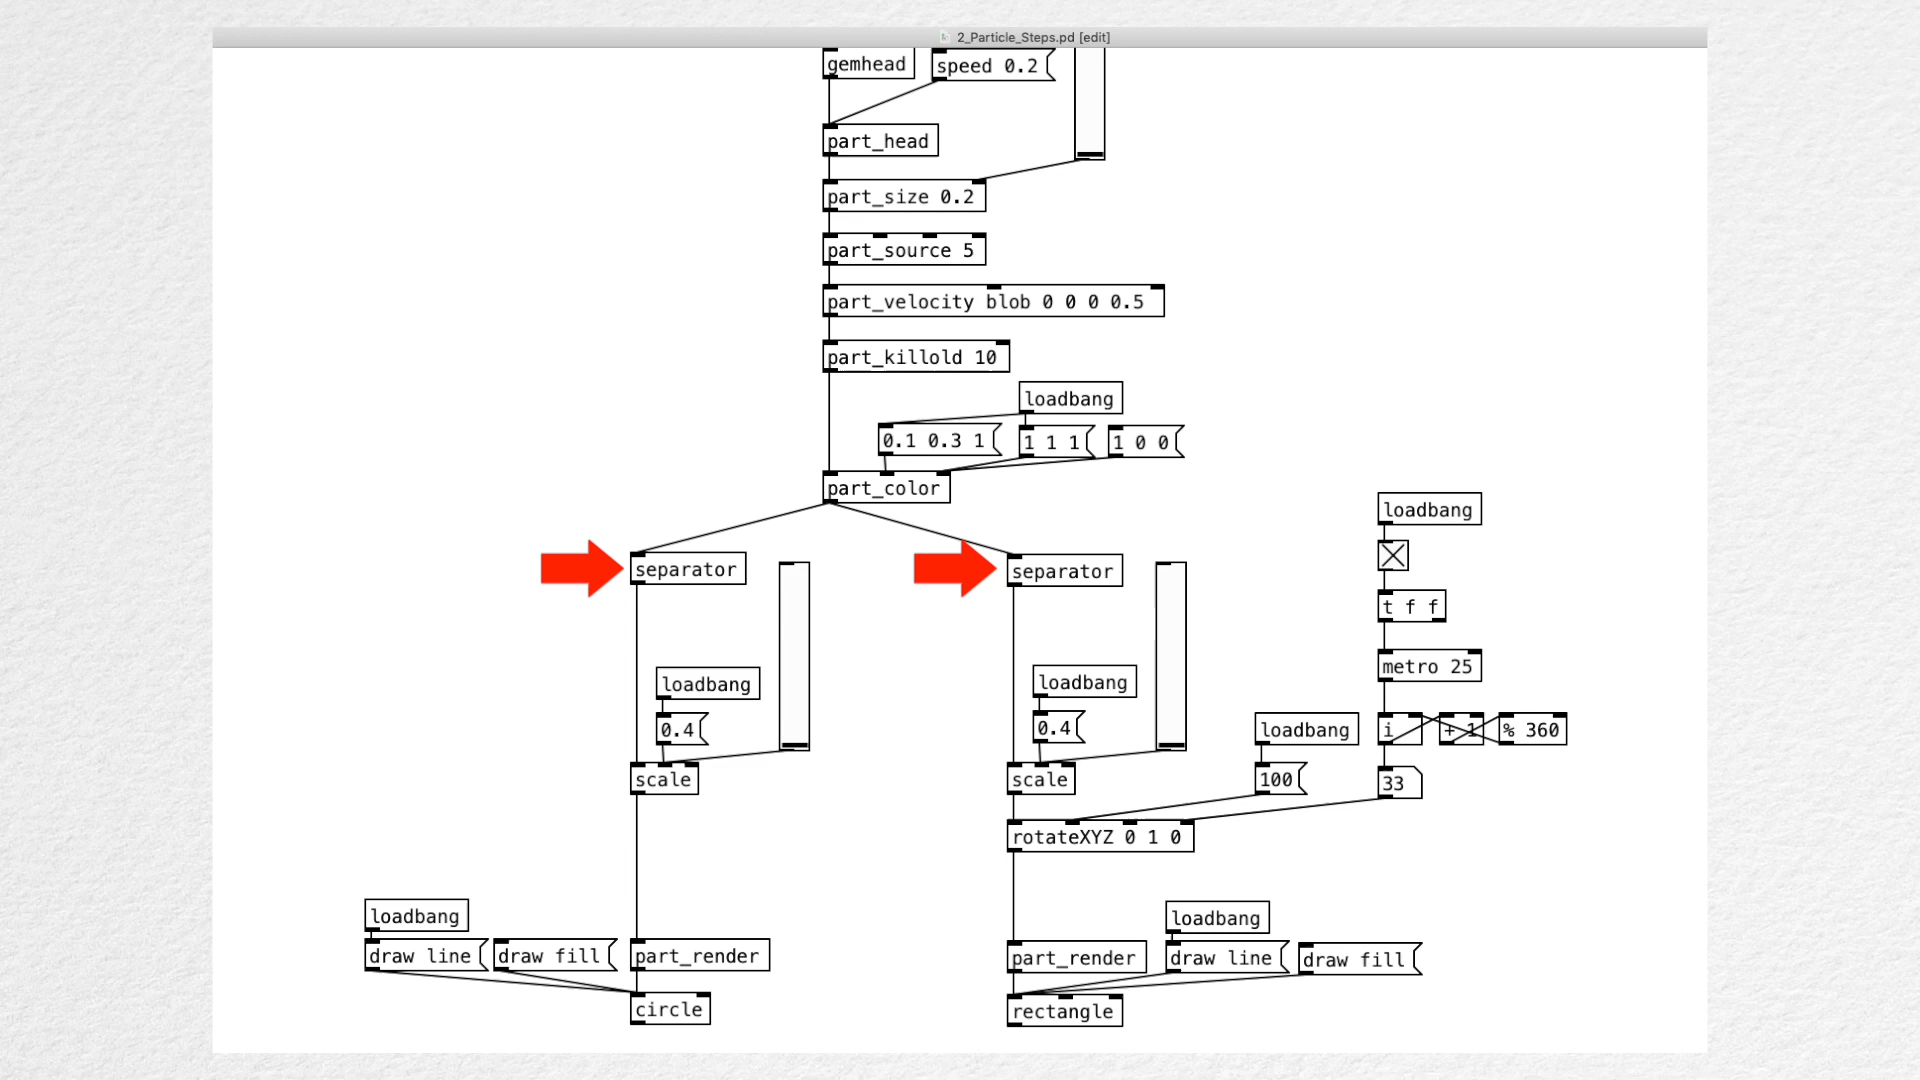 2_Particle_Steps.pd [edit]
gemhead
speed 0.2
part_head
part_size 0.2
part_source 5
part_velocity blob 0 0 0 0.5
part_killold 10
loadbang
0.1 0.3 1
1 1 1
1 0 0
part_color
separator
loadbang
0.4
scale
loadbang
draw line
draw fill
part_render
circle
separator
loadbang
0.4
scale
loadbang
100
rotateXYZ 0 1 0
loadbang
t f f
metro 25
i
+ 1
% 360
33
part_render
loadbang
draw line
draw fill
rectangle